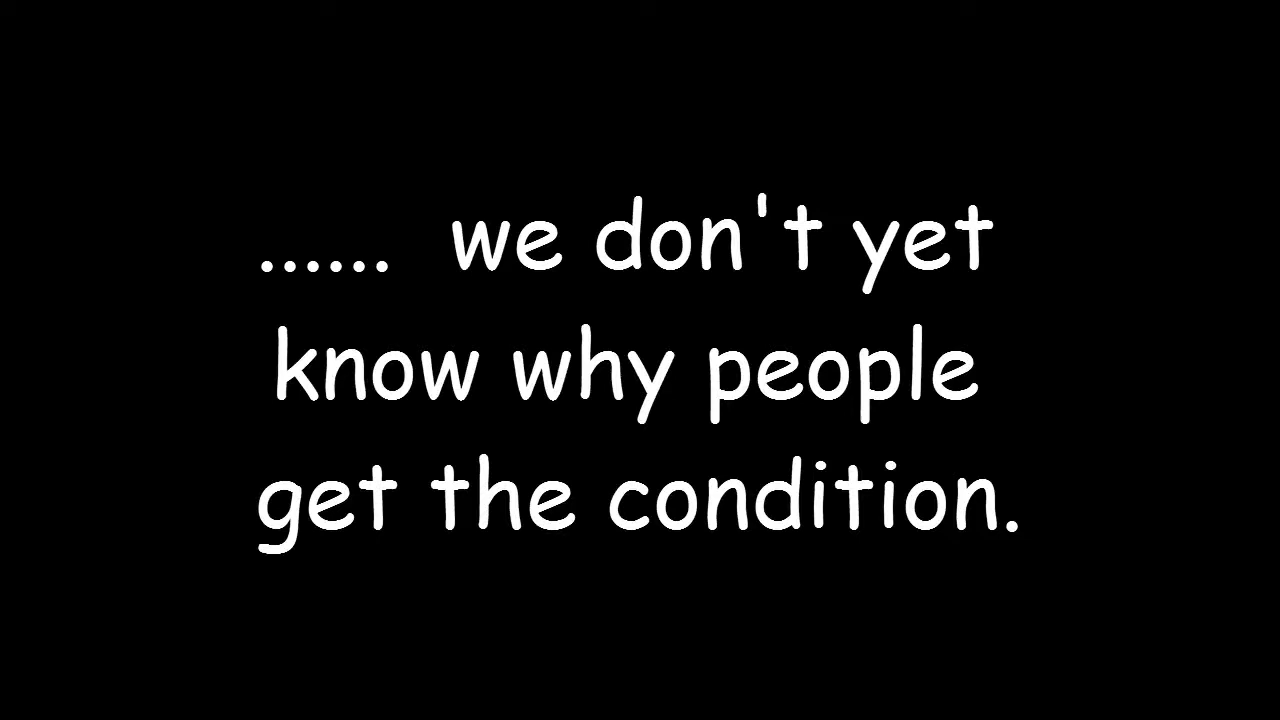 ......  we don't yet
know why people
get the condition.